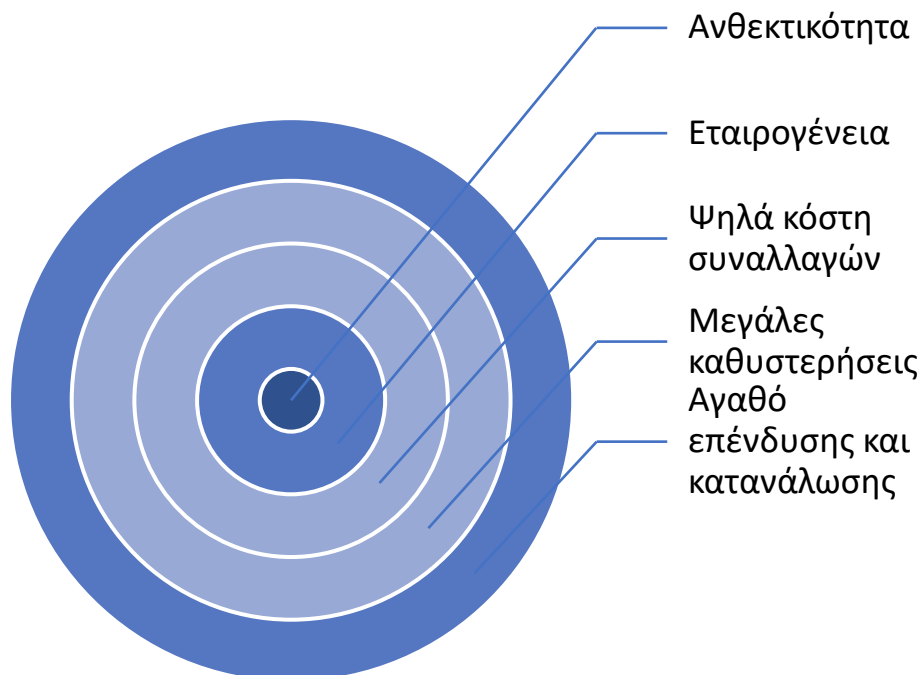 Ανθεκτικότητα
Εταιρογένεια
Ψηλά κόστη
συναλλαγών
Μεγάλες
καθυστερήσεις
Αγαθό
επένδυσης και
κατανάλωσης